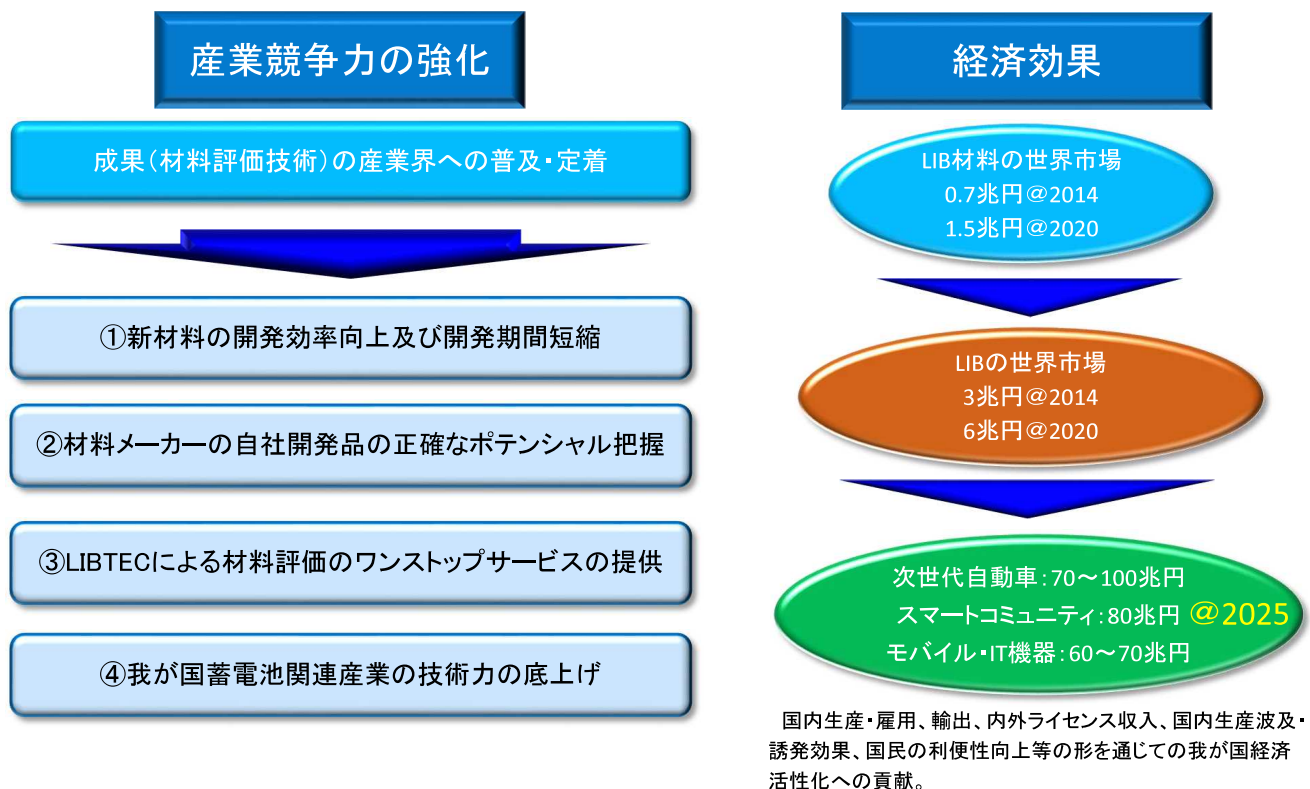 産業競争力の強化
成果(材料評価技術)の産業界への普及・定着
①新材料の開発効率向上及び開発期間短縮
②材料メーカーの自社開発品の正確なポテンシャル把握
③LIBTECによる材料評価のワンストップサービスの提供
④我が国蓄電池関連産業の技術力の底上げ
経済効果
LIB材料の世界市場
0.7兆円@2014
1.5兆円@2020
LIBの世界市場
3兆円@2014
6兆円@2020
次世代自動車:70~100兆円
スマートコミュニティ:80兆円 @2025
モバイル・IT機器:60~70兆円
国内生産・雇用、輸出、内外ライセンス収入、国内生産波及・
誘発効果、国民の利便性向上等の形を通じての我が国経済
活性化への貢献。